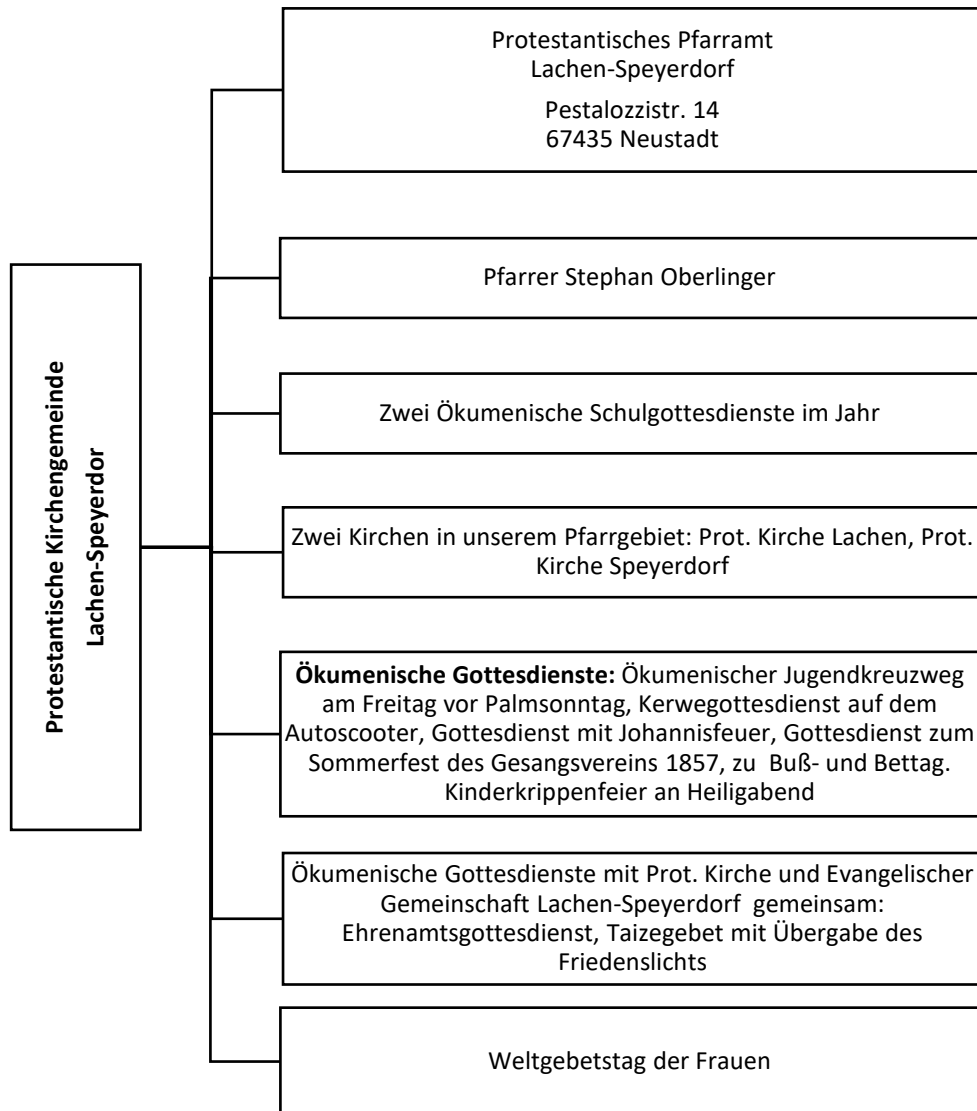 Protestantische Kirchengemeinde
Lachen-Speyerdor
Protestantisches Pfarramt
Lachen-Speyerdorf
Pestalozzistr. 14
67435 Neustadt
Pfarrer Stephan Oberlinger
Zwei Ökumenische Schulgottesdienste im Jahr
Zwei Kirchen in unserem Pfarrgebiet: Prot. Kirche Lachen, Prot.
Kirche Speyerdorf
Ökumenische Gottesdienste: Ökumenischer Jugendkreuzweg
am Freitag vor Palmsonntag, Kerwegottesdienst auf dem
Autoscooter, Gottesdienst mit Johannisfeuer, Gottesdienst zum
Sommerfest des Gesangsvereins 1857, zu  Buß- und Bettag.
Kinderkrippenfeier an Heiligabend
Ökumenische Gottesdienste mit Prot. Kirche und Evangelischer
Gemeinschaft Lachen-Speyerdorf  gemeinsam:
Ehrenamtsgottesdienst, Taizegebet mit Übergabe des
Friedenslichts
Weltgebetstag der Frauen